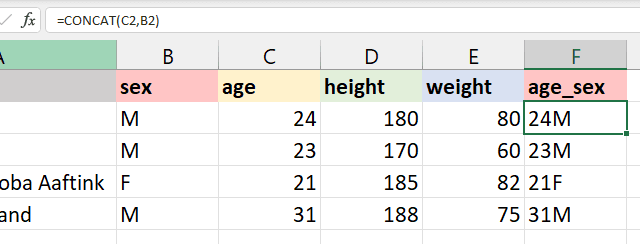 fx =CONCAT(C2,B2)
A B C D E F
sex age height weight age_sex
M 24 180 80 24M
M 23 170 60 23M
oba Aaftink F 21 185 82 21F
and M 31 188 75 31M